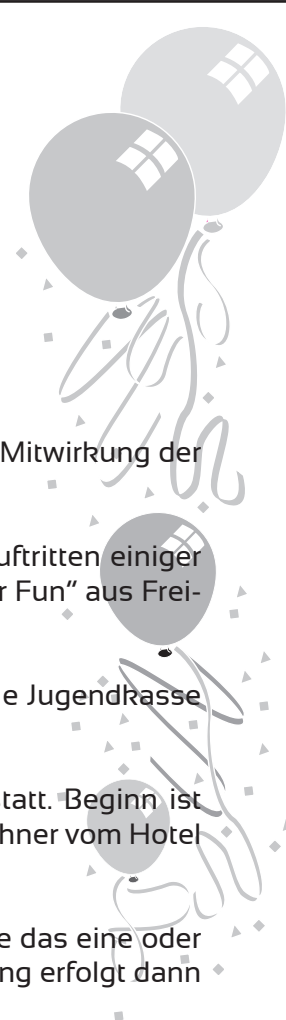 Mitwirkung der
uftritten einiger
r Fun” aus Frei-
e Jugendkasse
tatt. Beginn ist
hner vom Hotel
e das eine oder
ng erfolgt dann